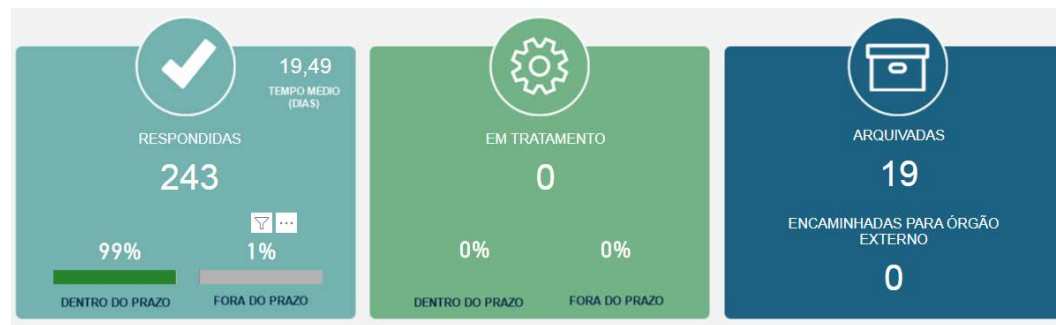 19,49
TEMPO MÉDIO
(DIAS)
RESPONDIDAS
243
99%
1%
DENTRO DO PRAZO
FORA DO PRAZO
EM TRATAMENTO
0
0%
0%
DENTRO DO PRAZO
FORA DO PRAZO
ARQUIVADAS
19
ENCAMINHADAS PARA ÓRGÃO
EXTERNO
0